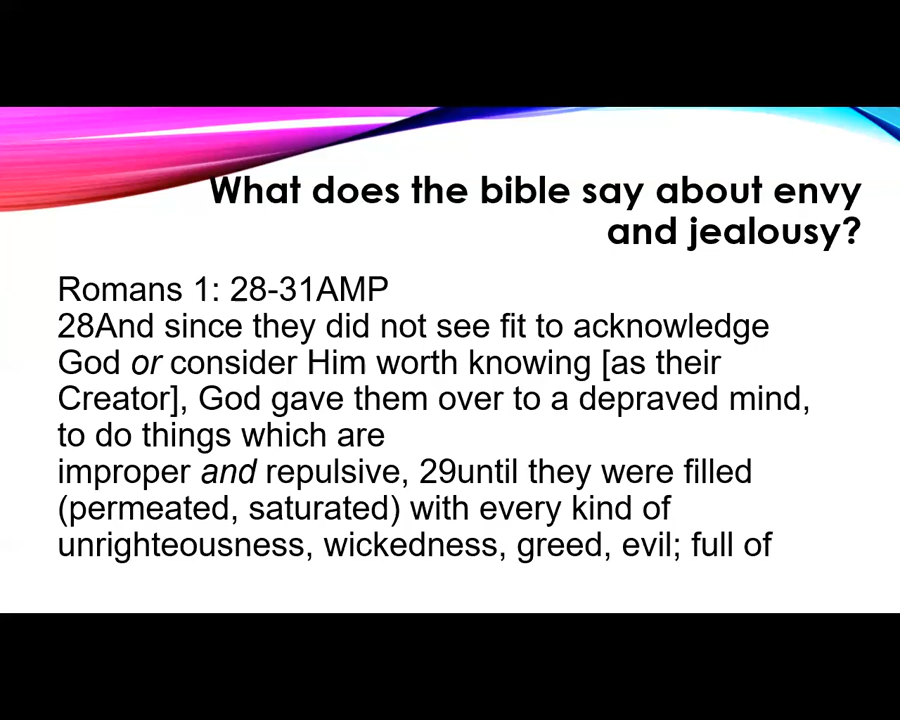 What does the bible say about envy
and jealousy?
Romans 1: 28-31AMP
28And since they did not see fit to acknowledge
God or consider Him worth knowing [as their
Creator], God gave them over to a depraved mind,
to do things which are
improper and repulsive, 29until they were filled
(permeated, saturated) with every kind of
unrighteousness, wickedness, greed, evil; full of